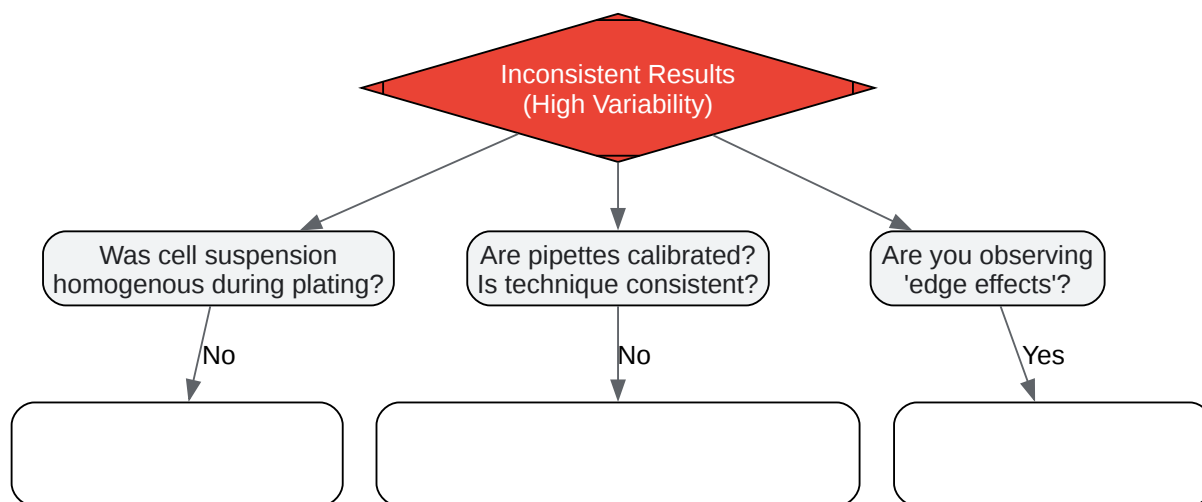 Inconsistent Results
(High Variability)
Was cell suspension
homogenous during plating?
Are pipettes calibrated?
Is technique consistent?
Are you observing
'edge effects'?
No
No
Yes